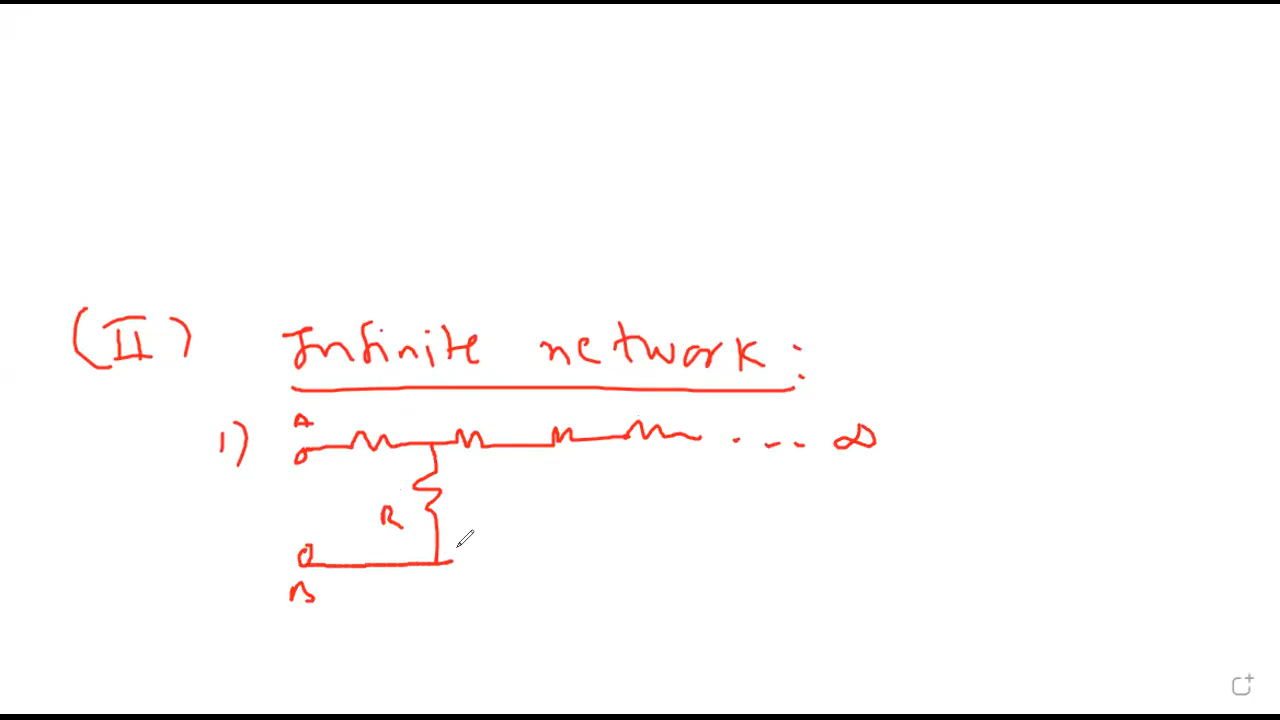 (II) Infinite network:
1) A ... ∞
R
B